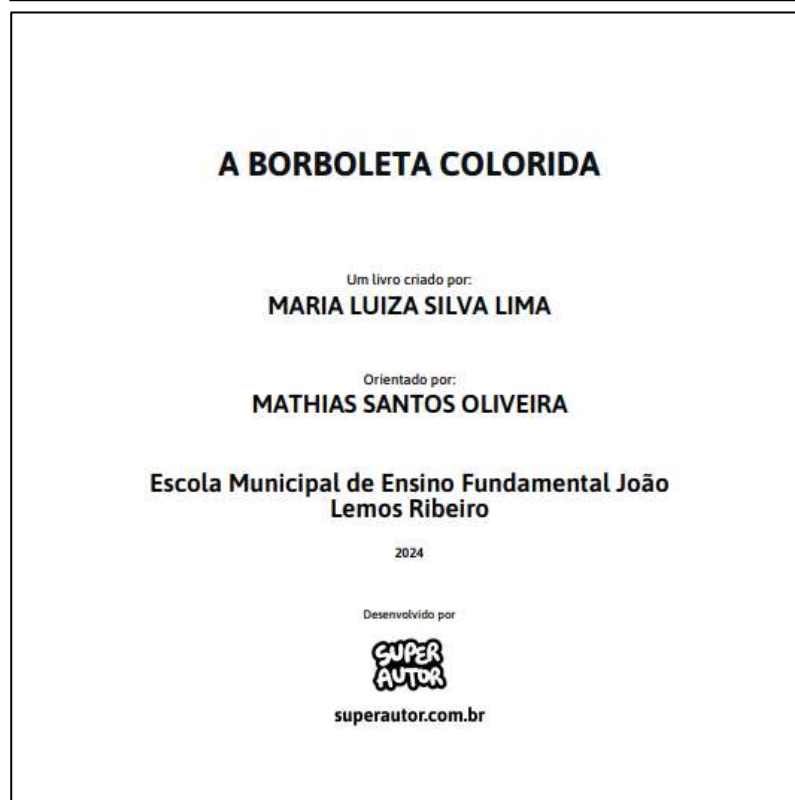 A BORBOLETA COLORIDA
Um livro criado por:
MARIA LUIZA SILVA LIMA
Orientado por:
MATHIAS SANTOS OLIVEIRA
Escola Municipal de Ensino Fundamental João
Lemos Ribeiro
2024
Desenvolvido por
SUPER
AUTOR
superautor.com.br